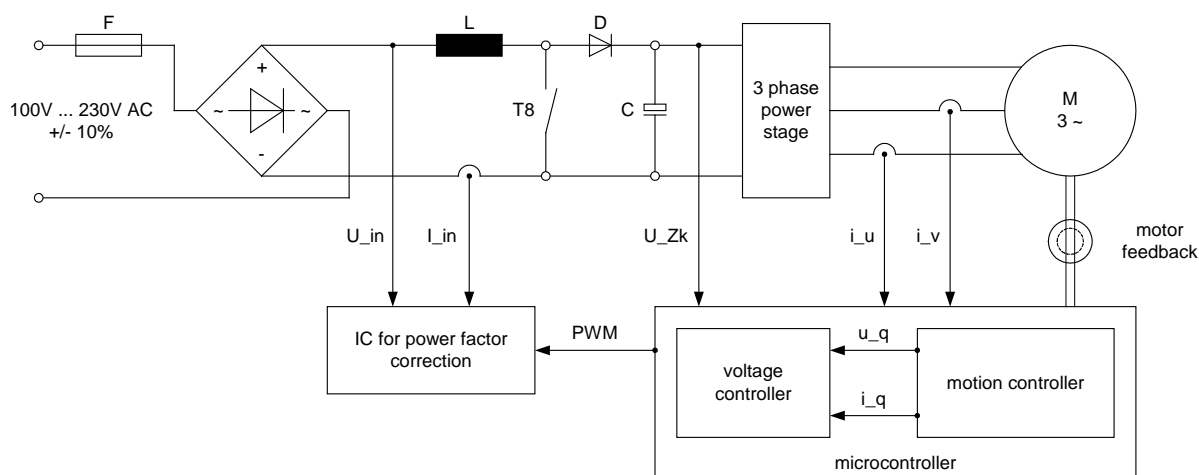 F
L
D
+
~
~
-
100V ... 230V AC
+/- 10%
T8
C
3 phase
power
stage
M
3 ~
U_in
I_in
U_Zk
i_u
i_v
motor
feedback
IC for power factor
correction
PWM
voltage
controller
u_q
i_q
motion controller
microcontroller